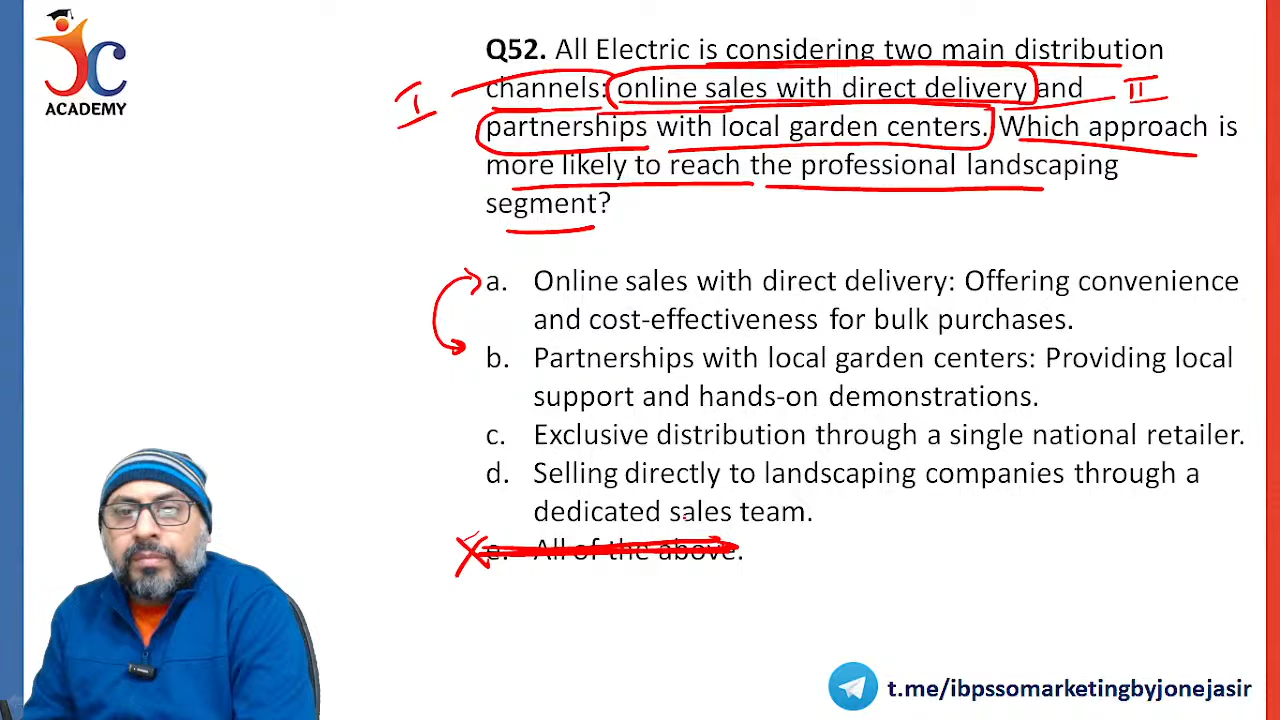 JC
ACADEMY
Q52. All Electric is considering two main distribution
channels: online sales with direct delivery and
partnerships with local garden centers. Which approach is
more likely to reach the professional landscaping
segment?
I
II
a. Online sales with direct delivery: Offering convenience
and cost-effectiveness for bulk purchases.
b. Partnerships with local garden centers: Providing local
support and hands-on demonstrations.
c. Exclusive distribution through a single national retailer.
d. Selling directly to landscaping companies through a
dedicated sales team.
e. All of the above.
t.me/ibpssomarketingbyjonejasir